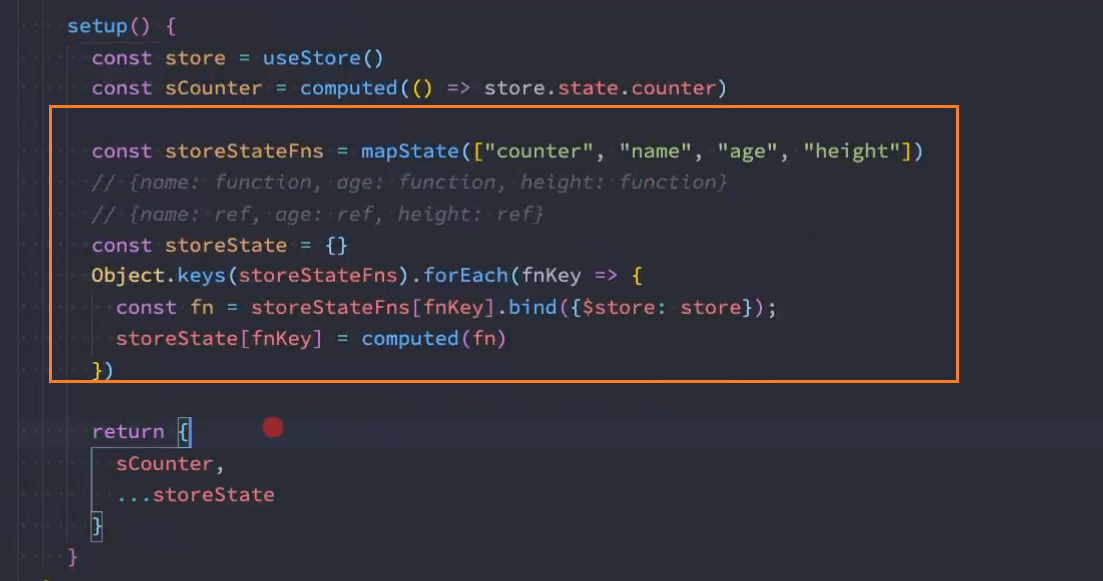 setup() {
const store = useStore()
const sCounter = computed(() => store.state.counter)
const storeStateFns = mapState(["counter", "name", "age", "height"])
// {name: function, age: function, height: function}
// {name: ref, age: ref, height: ref}
const storeState = {}
Object.keys(storeStateFns).forEach(fnKey => {
const fn = storeStateFns[fnKey].bind({$store: store});
storeState[fnKey] = computed(fn)
})
return {
sCounter,
...storeState
}
}